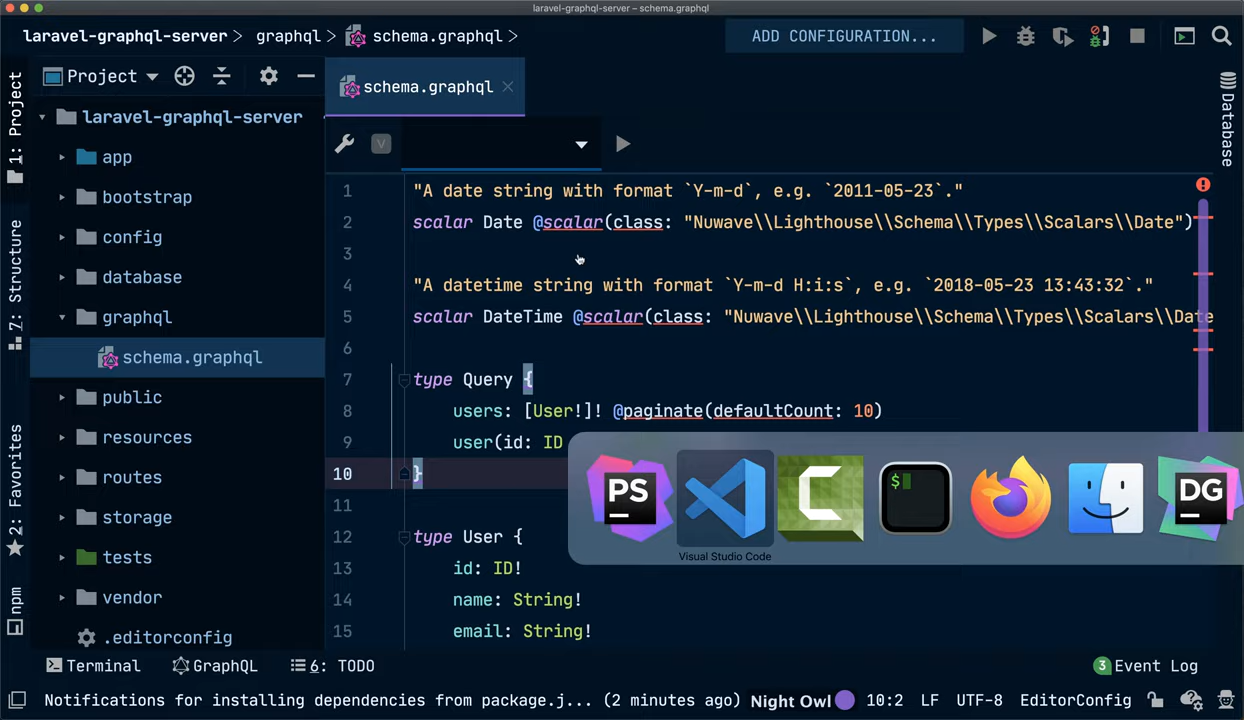 laravel-graphql-server – schema.graphql
laravel-graphql-server > graphql > schema.graphql >
ADD CONFIGURATION...
1: Project
7: Structure
2: Favorites
npm
Project
schema.graphql
laravel-graphql-server
app
bootstrap
config
database
graphql
schema.graphql
public
resources
routes
storage
tests
vendor
.editorconfig
V
1 "A date string with format `Y-m-d`, e.g. `2011-05-23`."
2 scalar Date @scalar(class: "Nuwave\\Lighthouse\\Schema\\Types\\Scalars\\Date")
3
4 "A datetime string with format `Y-m-d H:i:s`, e.g. `2018-05-23 13:43:32`."
5 scalar DateTime @scalar(class: "Nuwave\\Lighthouse\\Schema\\Types\\Scalars\\Date
6
7 type Query {
8 users: [User!]! @paginate(defaultCount: 10)
9 user(id: ID
10 }
11
12 type User {
13 id: ID!
14 name: String!
15 email: String!
Database
PS
$
DG
Visual Studio Code
Terminal
GraphQL
6: TODO
3 Event Log
Notifications for installing dependencies from package.j... (2 minutes ago)
Night Owl
10:2
LF
UTF-8
EditorConfig